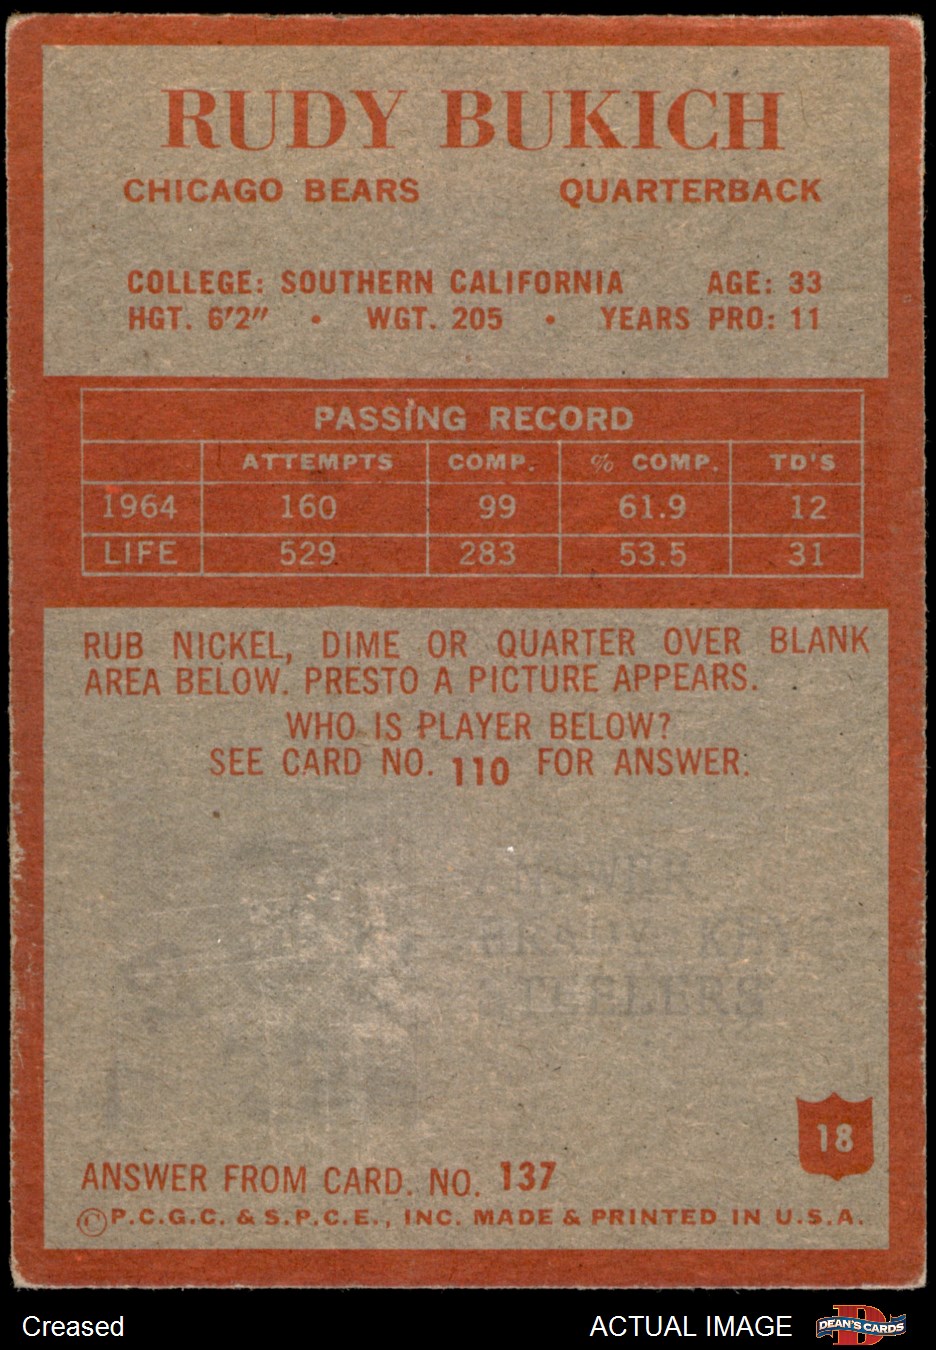 RUDY BUKICH
CHICAGO BEARS QUARTERBACK
COLLEGE: SOUTHERN CALIFORNIA AGE: 33
HGT. 6'2" • WGT. 205 • YEARS PRO: 11
PASSING RECORD
ATTEMPTS COMP. % COMP. TD'S
1964 160 99 61.9 12
LIFE 529 283 53.5 31
RUB NICKEL, DIME OR QUARTER OVER BLANK
AREA BELOW. PRESTO A PICTURE APPEARS.
WHO IS PLAYER BELOW?
SEE CARD NO. 110 FOR ANSWER.
ANSWER
BRADY KEYS
STEELERS
18
ANSWER FROM CARD. NO. 137
©P.C.G.C. & S.P.C.E., INC. MADE & PRINTED IN U.S.A.
Creased ACTUAL IMAGE D DEAN'S CARDS